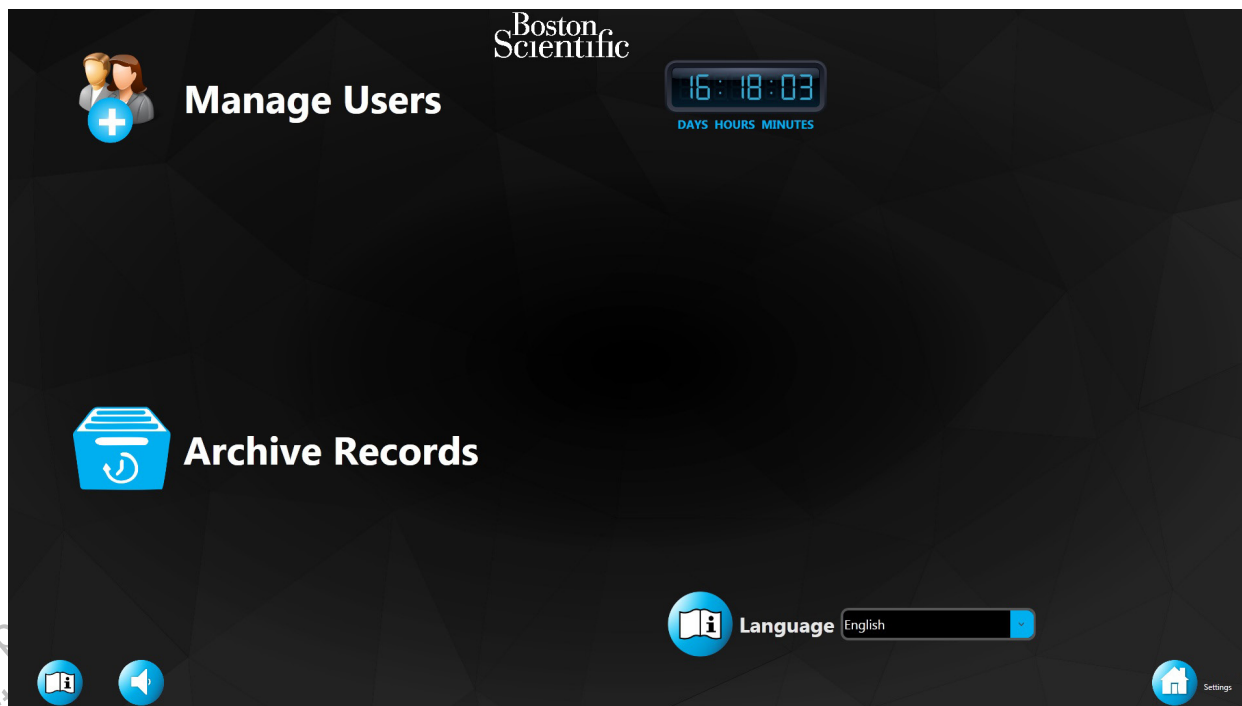 Boston
Scientific
Manage Users
16:18:03
DAYS HOURS MINUTES
Archive Records
Language English
Settings